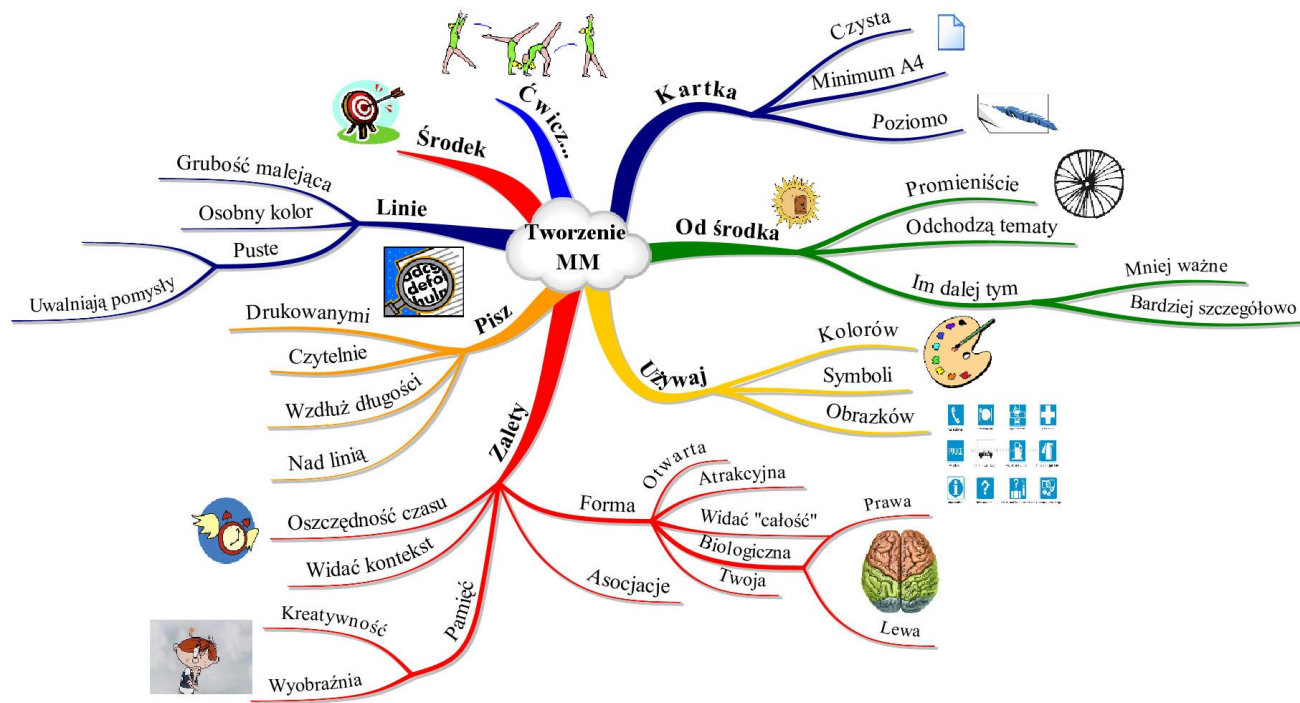 Tworzenie
MM
Kartka
Czysta
Minimum A4
Poziomo
Od środka
Promieniście
Odchodzą tematy
Im dalej tym
Mniej ważne
Bardziej szczegółowo
Używaj
Kolorów
Symboli
Obrazków
Zalety
Forma
Otwarta
Atrakcyjna
Widać "całość"
Biologiczna
Prawa
Lewa
Twoja
Asocjacje
Oszczędność czasu
Widać kontekst
Pamięć
Kreatywność
Wyobraźnia
Pisz
Drukowanymi
Czytelnie
Wzdłuż długości
Nad linią
Linie
Grubość malejąca
Osobny kolor
Puste
Uwalniają pomysły
Środek
Ćwicz...